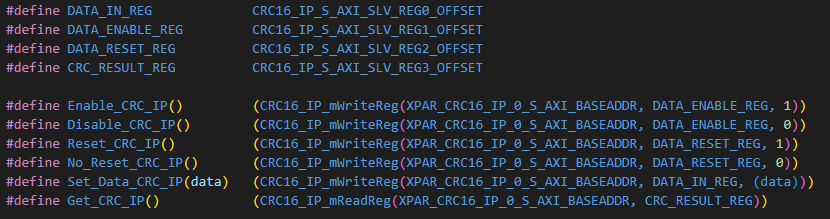 #define DATA_IN_REG CRC16_IP_S_AXI_SLV_REG0_OFFSET
#define DATA_ENABLE_REG CRC16_IP_S_AXI_SLV_REG1_OFFSET
#define DATA_RESET_REG CRC16_IP_S_AXI_SLV_REG2_OFFSET
#define CRC_RESULT_REG CRC16_IP_S_AXI_SLV_REG3_OFFSET
#define Enable_CRC_IP() (CRC16_IP_mWriteReg(XPAR_CRC16_IP_0_S_AXI_BASEADDR, DATA_ENABLE_REG, 1))
#define Disable_CRC_IP() (CRC16_IP_mWriteReg(XPAR_CRC16_IP_0_S_AXI_BASEADDR, DATA_ENABLE_REG, 0))
#define Reset_CRC_IP() (CRC16_IP_mWriteReg(XPAR_CRC16_IP_0_S_AXI_BASEADDR, DATA_RESET_REG, 1))
#define No_Reset_CRC_IP() (CRC16_IP_mWriteReg(XPAR_CRC16_IP_0_S_AXI_BASEADDR, DATA_RESET_REG, 0))
#define Set_Data_CRC_IP(data) (CRC16_IP_mWriteReg(XPAR_CRC16_IP_0_S_AXI_BASEADDR, DATA_IN_REG, (data)))
#define Get_CRC_IP() (CRC16_IP_mReadReg(XPAR_CRC16_IP_0_S_AXI_BASEADDR, CRC_RESULT_REG))